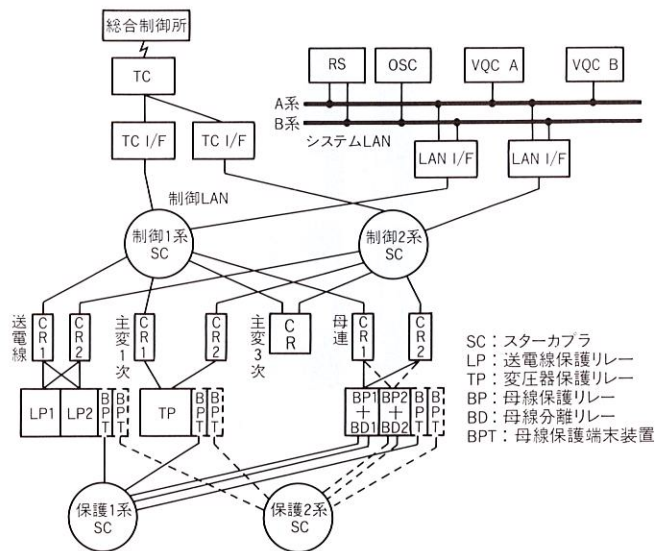 総合制御所
TC
TC I/F
TC I/F
RS
OSC
VQC A
VQC B
A系
B系
システムLAN
LAN I/F
LAN I/F
制御LAN
制御1系
SC
制御2系
SC
送電線
CR1
CR2
主変1次
CR1
CR2
主変3次
CR
母連
CR1
CR2
LP1
LP2
BPT
BPT
TP
BPT
BPT
BP1
+
BD1
BP2
+
BD2
BPT
BPT
保護1系
SC
保護2系
SC
SC：スターカプラ
LP：送電線保護リレー
TP：変圧器保護リレー
BP：母線保護リレー
BD：母線分離リレー
BPT：母線保護端末装置